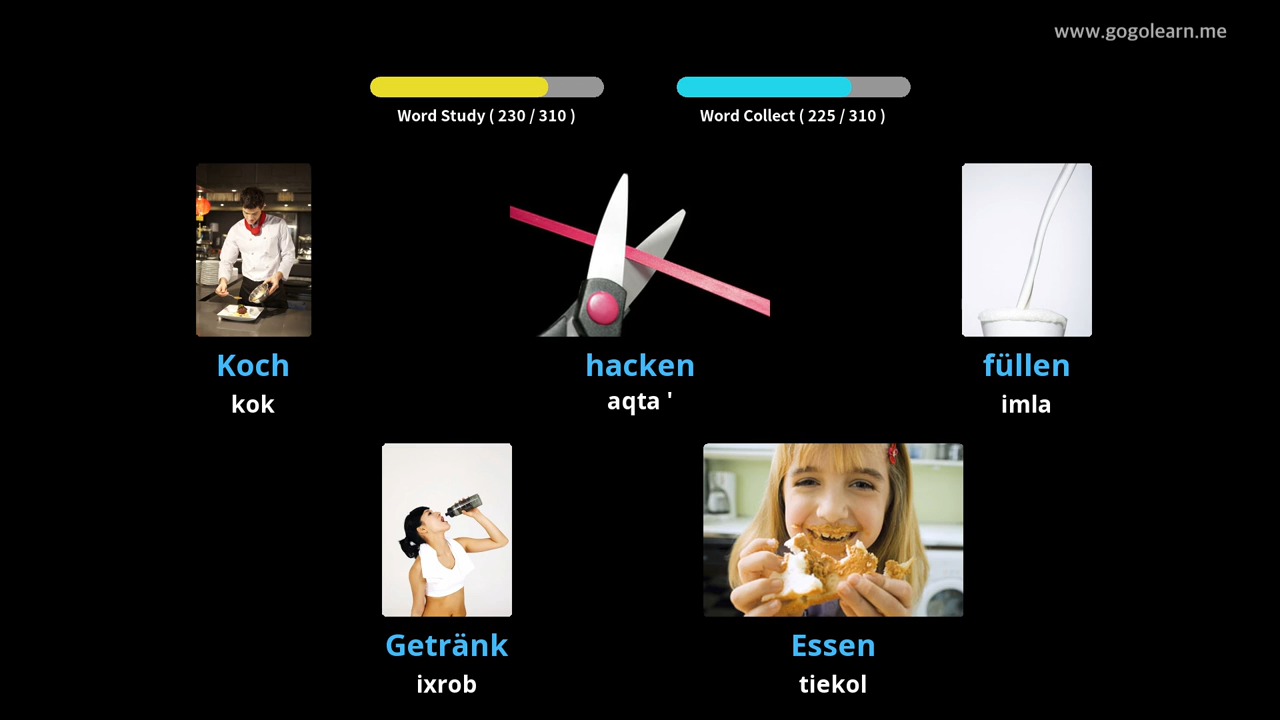 www.gogolearn.me
Word Study ( 230 / 310 )
Word Collect ( 225 / 310 )
Koch
hacken
füllen
kok
aqta '
imla
Getränk
Essen
ixrob
tiekol